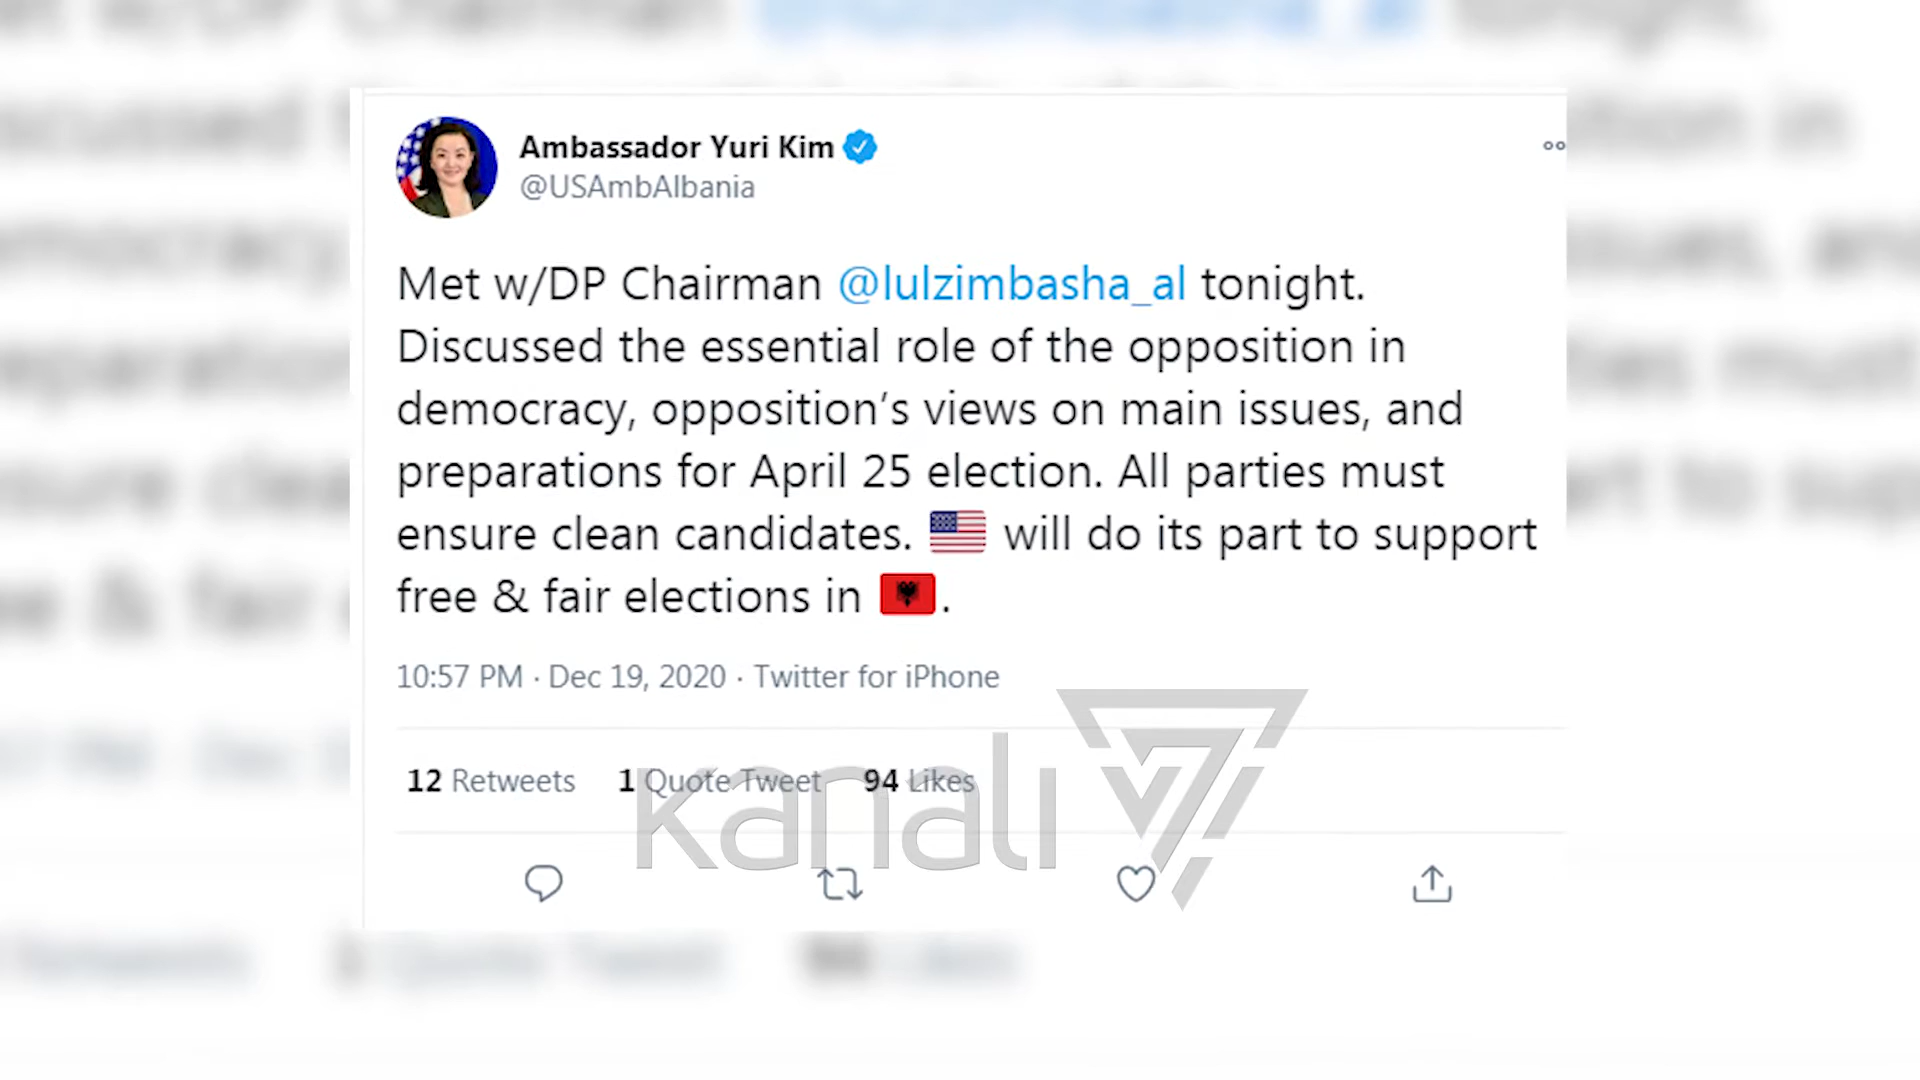 Ambassador Yuri Kim
@USAmbAlbania
Met w/DP Chairman @lulzimbasha_al tonight.
Discussed the essential role of the opposition in
democracy, opposition’s views on main issues, and
preparations for April 25 election. All parties must
ensure clean candidates. 🇺🇸 will do its part to support
free & fair elections in 🇦🇱.
10:57 PM · Dec 19, 2020 · Twitter for iPhone
12 Retweets 1 Quote Tweet 94 Likes
kanali 7